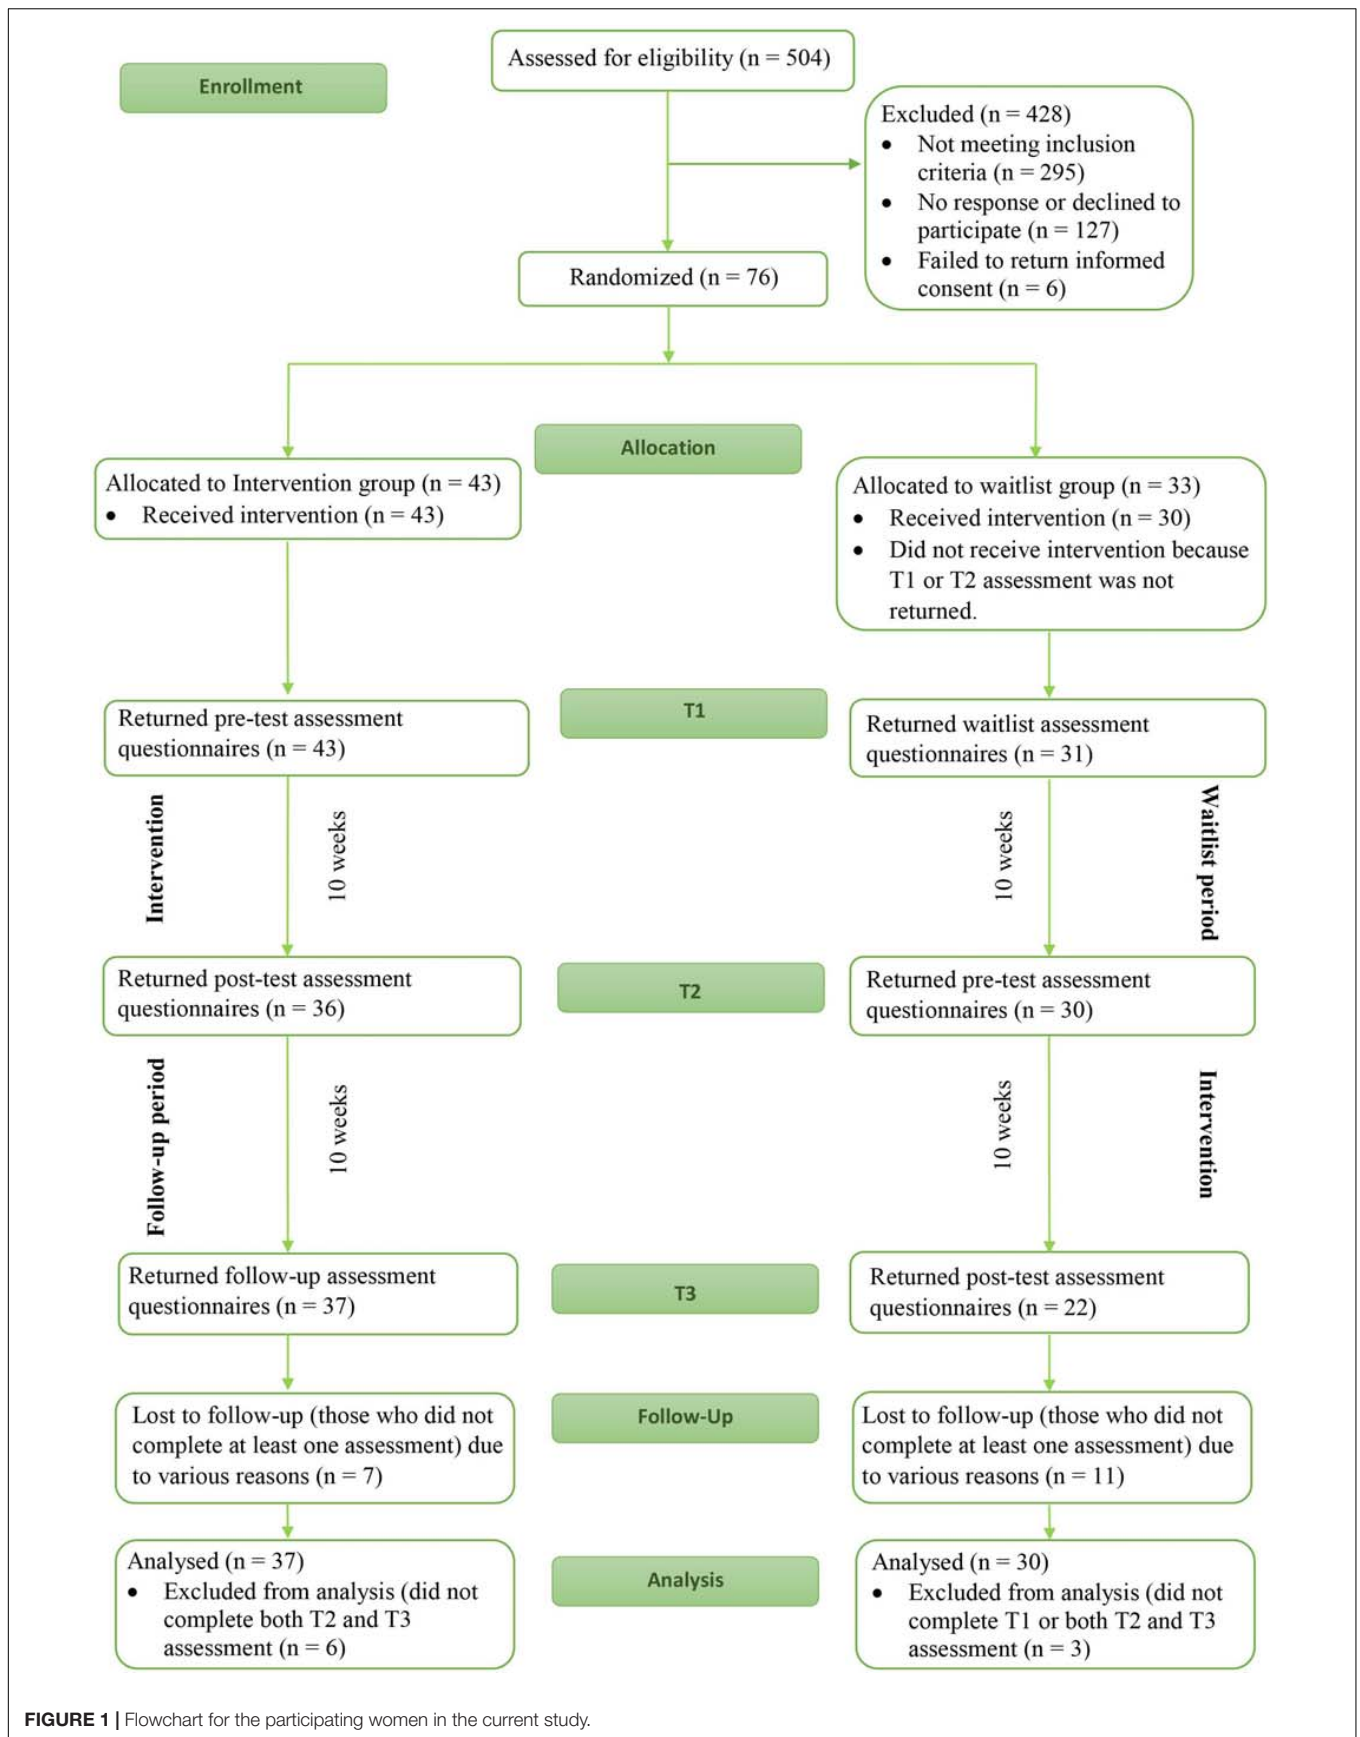 Assessed for eligibility (n = 504)
Enrollment
Excluded (n = 428)
• Not meeting inclusion
criteria (n = 295)
• No response or declined to
participate (n = 127)
• Failed to return informed
consent (n = 6)
Randomized (n = 76)
Allocation
Allocated to Intervention group (n = 43)
• Received intervention (n = 43)
Allocated to waitlist group (n = 33)
• Received intervention (n = 30)
• Did not receive intervention because
T1 or T2 assessment was not
returned.
T1
Returned pre-test assessment
questionnaires (n = 43)
Returned waitlist assessment
questionnaires (n = 31)
Intervention
10 weeks
10 weeks
Waitlist period
Returned post-test assessment
questionnaires (n = 36)
T2
Returned pre-test assessment
questionnaires (n = 30)
Follow-up period
10 weeks
10 weeks
Intervention
Returned follow-up assessment
questionnaires (n = 37)
T3
Returned post-test assessment
questionnaires (n = 22)
Lost to follow-up (those who did not
complete at least one assessment) due
to various reasons (n = 7)
Follow-Up
Lost to follow-up (those who did not
complete at least one assessment) due
to various reasons (n = 11)
Analysed (n = 37)
• Excluded from analysis (did not
complete both T2 and T3
assessment (n = 6)
Analysis
Analysed (n = 30)
• Excluded from analysis (did not
complete T1 or both T2 and T3
assessment (n = 3)
FIGURE 1 | Flowchart for the participating women in the current study.